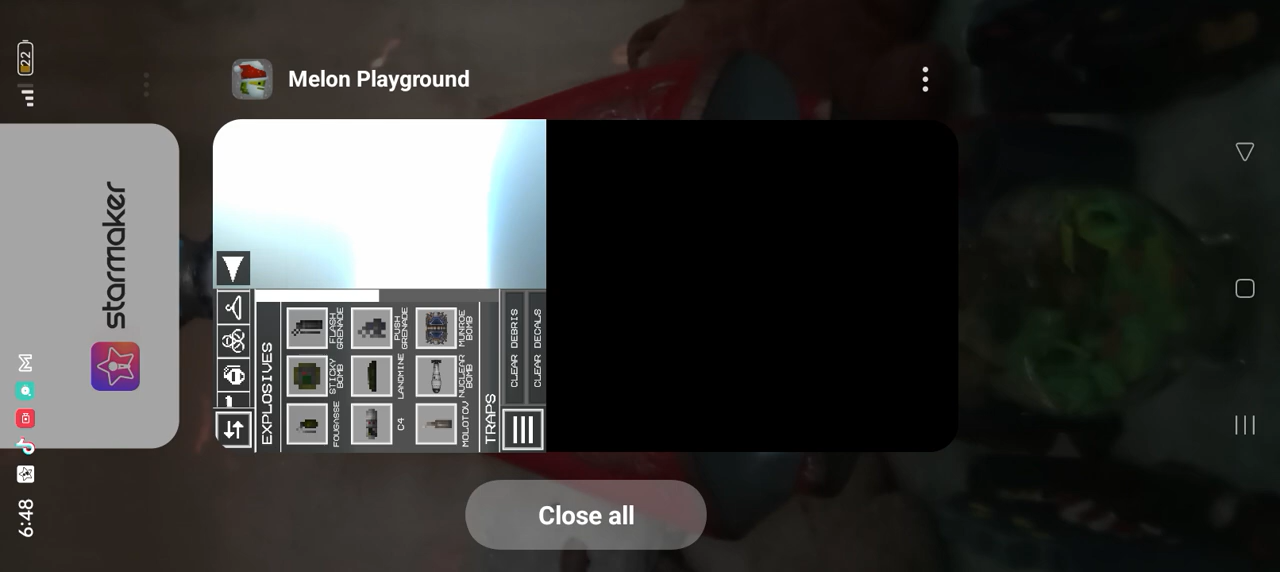 22
6:48
starmaker
Melon Playground
EXPLOSIVES
FLASH GRENADE
STICKY BOMB
FOUGASSE
PUSH GRENADE
LANDMINE
C4
MUNROE BOMB
NUCLEAR BOMB
MOLOTOV
TRAPS
CLEAR DEBRIS
CLEAR DECALS
Close all